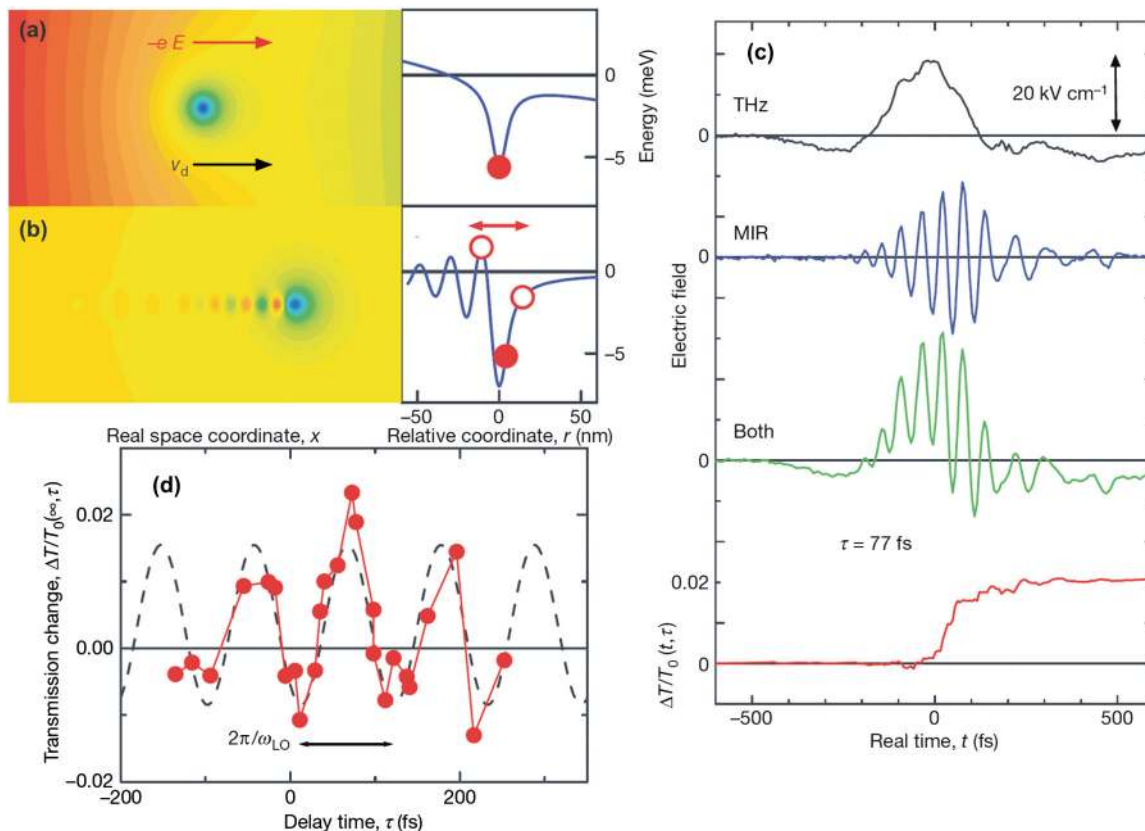 (a)
–e E
v_d
0
–5
Energy (meV)
(b)
0
–5
–50
0
50
Real space coordinate, x
Relative coordinate, r (nm)
(c)
THz
20 kV cm⁻¹
0
MIR
0
Both
0
Electric field
τ = 77 fs
0.02
0
ΔT/T₀ (t, τ)
–500
0
500
Real time, t (fs)
(d)
Transmission change, ΔT/T₀(∞, τ)
0.02
0.00
–0.02
2π/ω_LO
–200
0
200
Delay time, τ (fs)